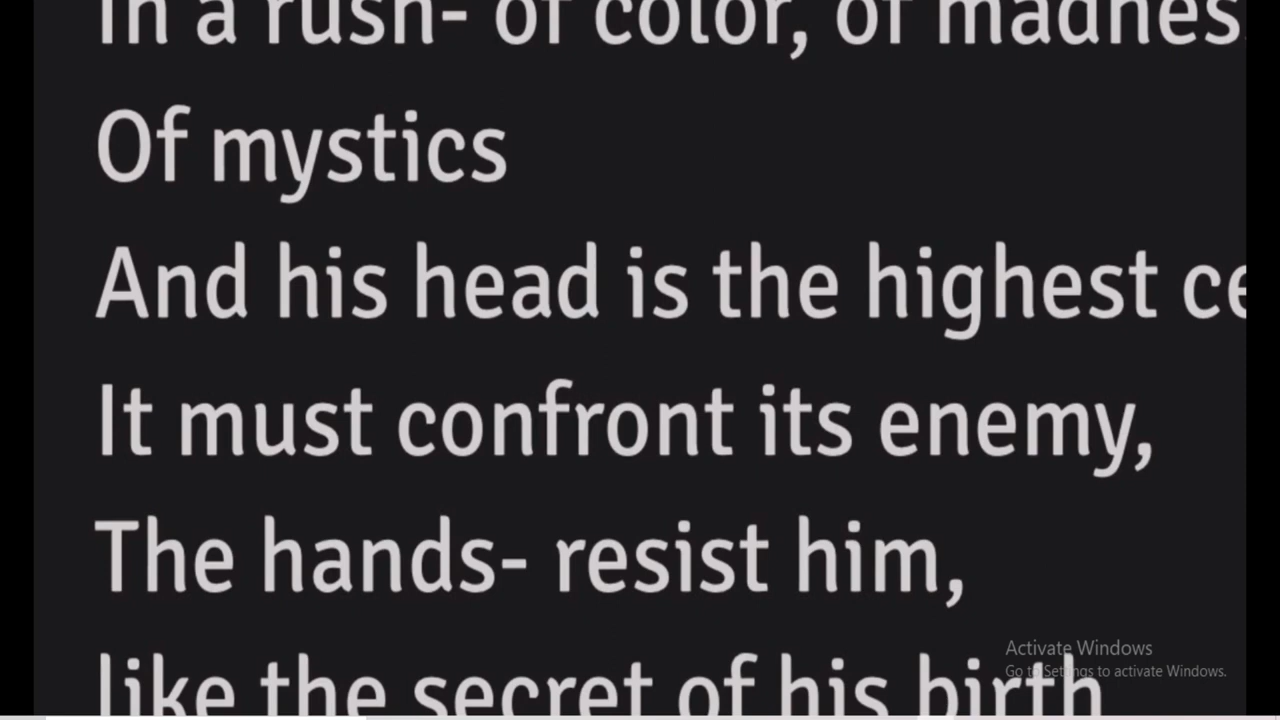 In a rush- of color, of madnes
Of mystics
And his head is the highest
It must confront its enemy,
The hands- resist him,
like the secret of his birth
Activate Windows
Go to Settings to activate Windows.